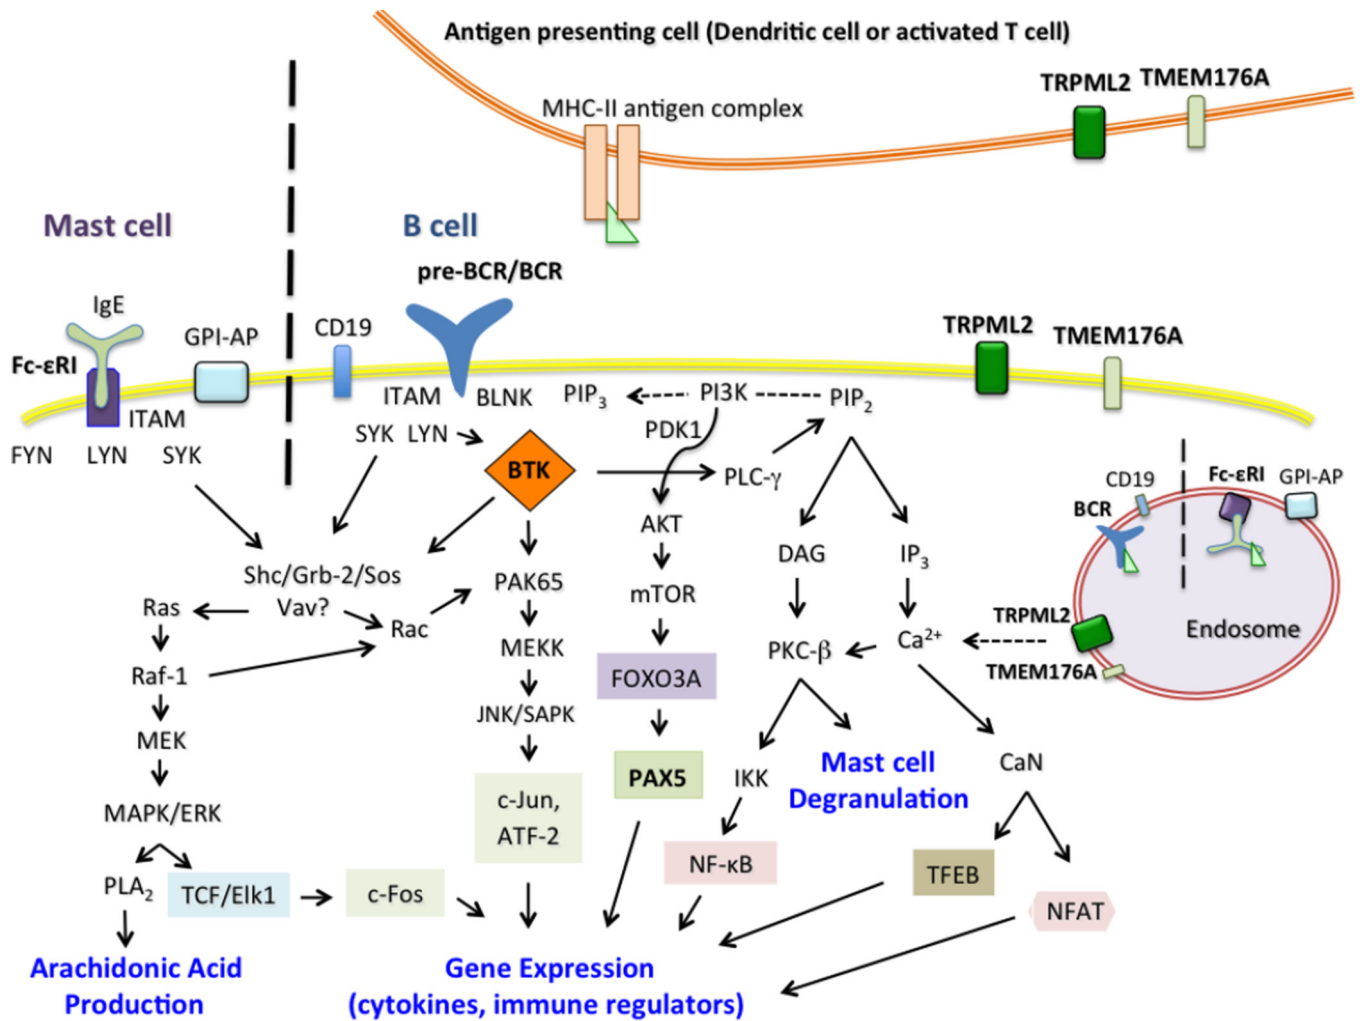 Antigen presenting cell (Dendritic cell or activated T cell)
TRPML2 TMEM176A
MHC-II antigen complex
Mast cell
B cell
pre-BCR/BCR
IgE
GPI-AP
CD19
TRPML2
TMEM176A
Fc-εRI
ITAM
ITAM
BLNK
PIP3
PI3K
PIP2
FYN
LYN
SYK
SYK
LYN
PDK1
BTK
PLC-γ
CD19
Fc-εRI
GPI-AP
BCR
AKT
Shc/Grb-2/Sos
Vav?
PAK65
DAG
IP3
Ras
Rac
mTOR
TRPML2
Endosome
Ca2+
PKC-β
MEKK
TMEM176A
Raf-1
FOXO3A
JNK/SAPK
MEK
PAX5
IKK
Mast cell
Degranulation
CaN
MAPK/ERK
c-Jun,
ATF-2
NF-κB
TFEB
PLA2
TCF/Elk1
c-Fos
NFAT
Arachidonic Acid
Production
Gene Expression
(cytokines, immune regulators)